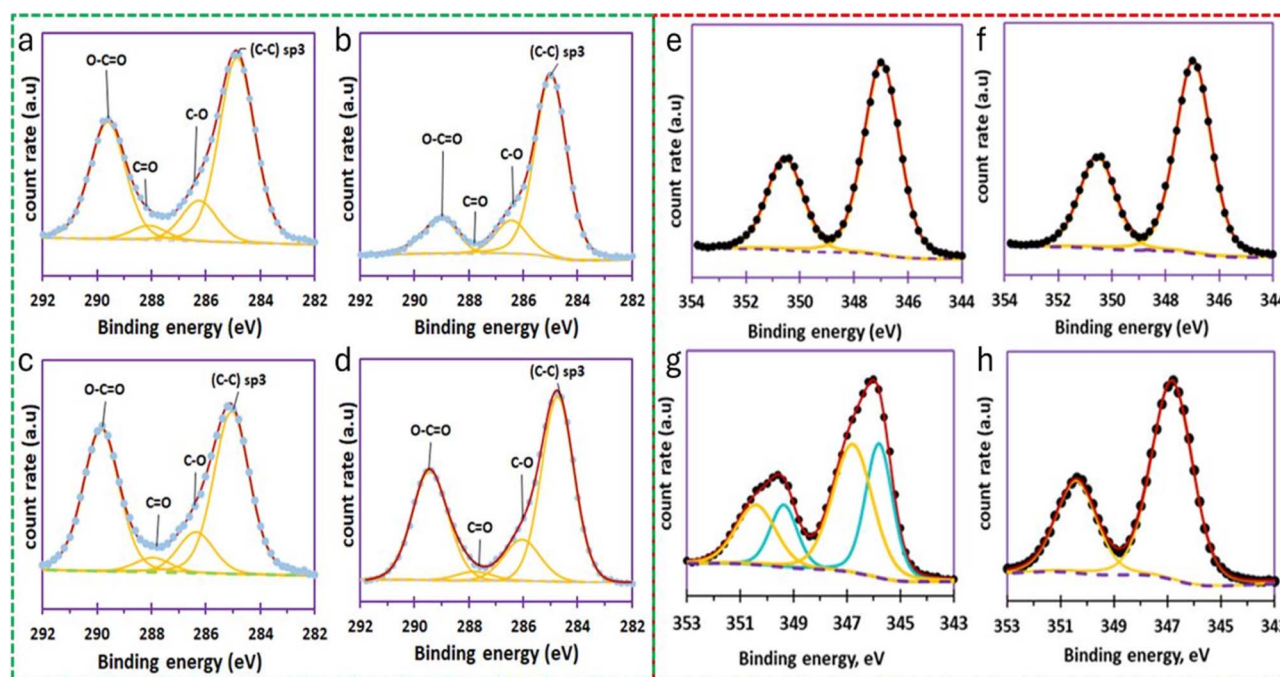 a
(C-C) sp3
O-C=O
C-O
C=O
count rate (a.u)
292 290 288 286 284 282
Binding energy (eV)
b
(C-C) sp3
O-C=O
C-O
C=O
count rate (a.u)
292 290 288 286 284 282
Binding energy (eV)
e
count rate (a.u)
354 352 350 348 346 344
Binding energy (eV)
f
count rate (a.u)
354 352 350 348 346 344
Binding energy (eV)
c
(C-C) sp3
O-C=O
C-O
C=O
count rate (a.u)
292 290 288 286 284 282
Binding energy (eV)
d
(C-C) sp3
O-C=O
C-O
C=O
count rate (a.u)
292 290 288 286 284 282
Binding energy (eV)
g
count rate (a.u)
353 351 349 347 345 343
Binding energy, eV
h
count rate (a.u)
353 351 349 347 345
Binding energy, eV